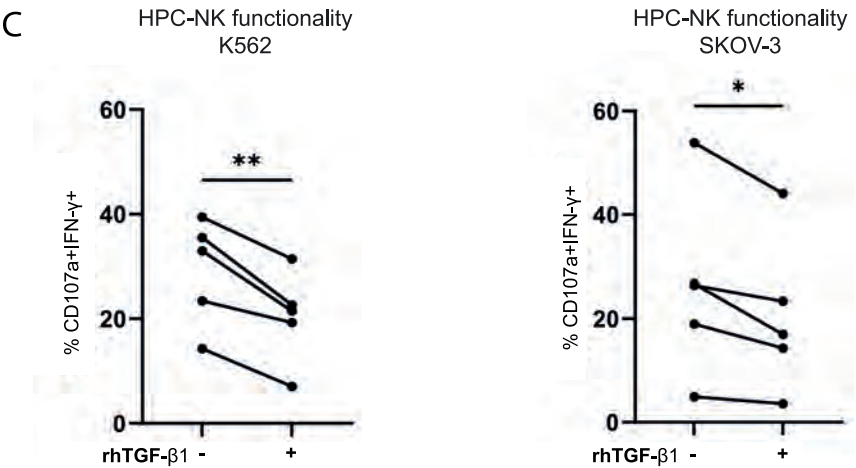 C
HPC-NK functionality
K562
**
60
40
20
0
% CD107a+IFN-γ+
rhTGF-β1 - +
HPC-NK functionality
SKOV-3
*
60
40
20
0
% CD107a+IFN-γ+
rhTGF-β1 - +